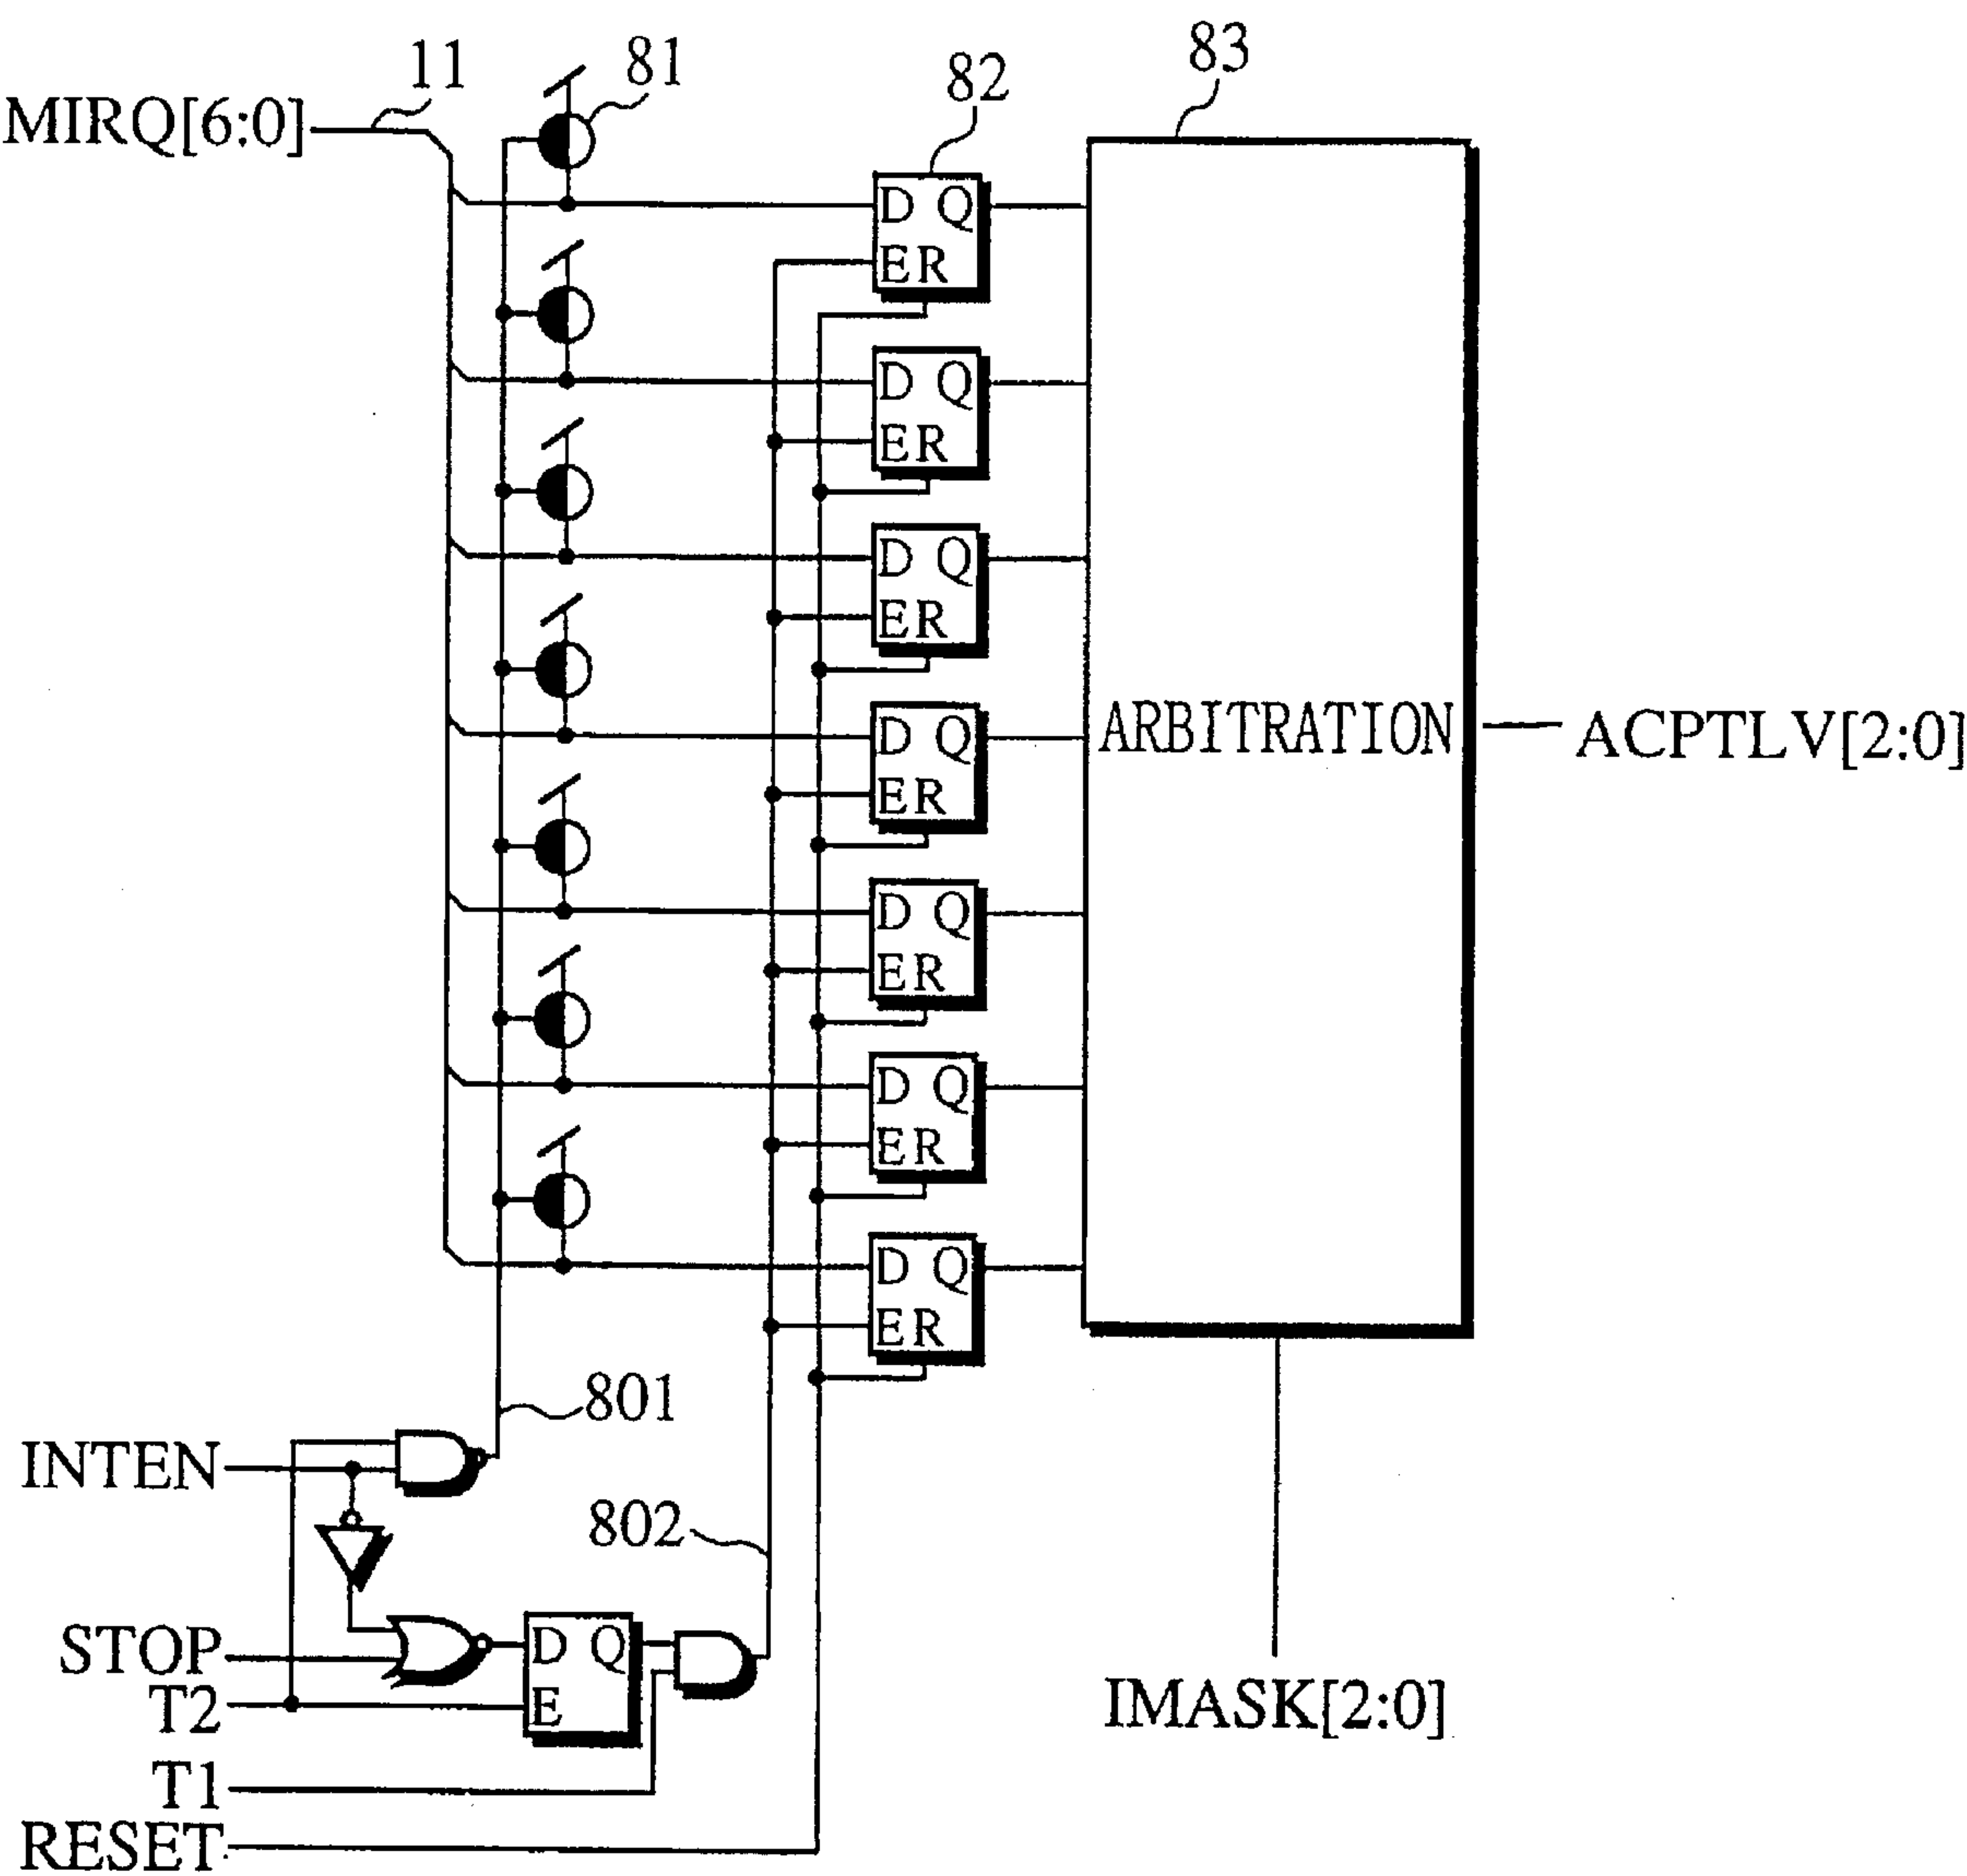 11
81
82
83
MIRQ[6:0]
D Q
ER
D Q
ER
D Q
ER
D Q
ER
D Q
ER
D Q
ER
D Q
ER
ARBITRATION
ACPTLV[2:0]
801
INTEN
802
STOP
D Q
E
T2
IMASK[2:0]
T1
RESET